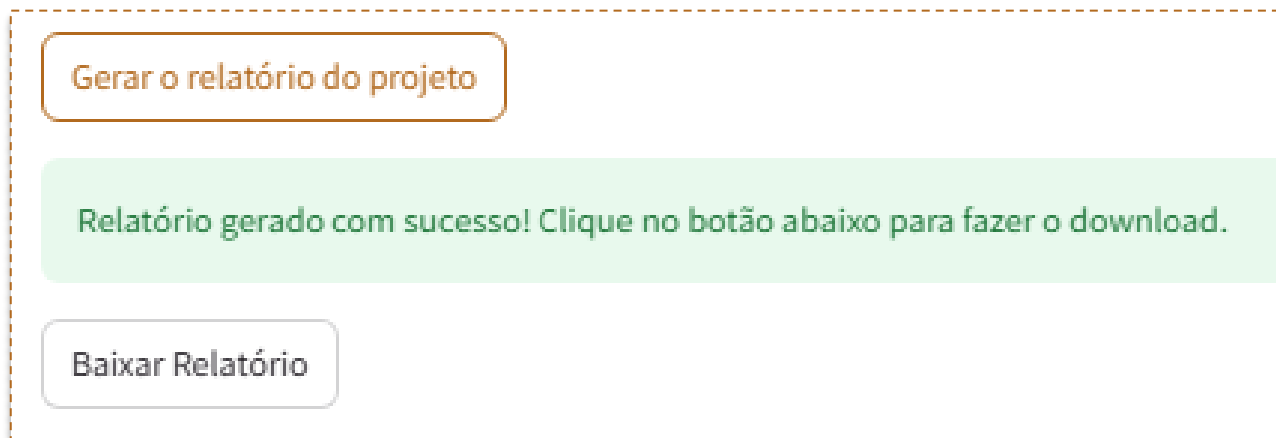 Gerar o relatório do projeto
Relatório gerado com sucesso! Clique no botão abaixo para fazer o download.
Baixar Relatório